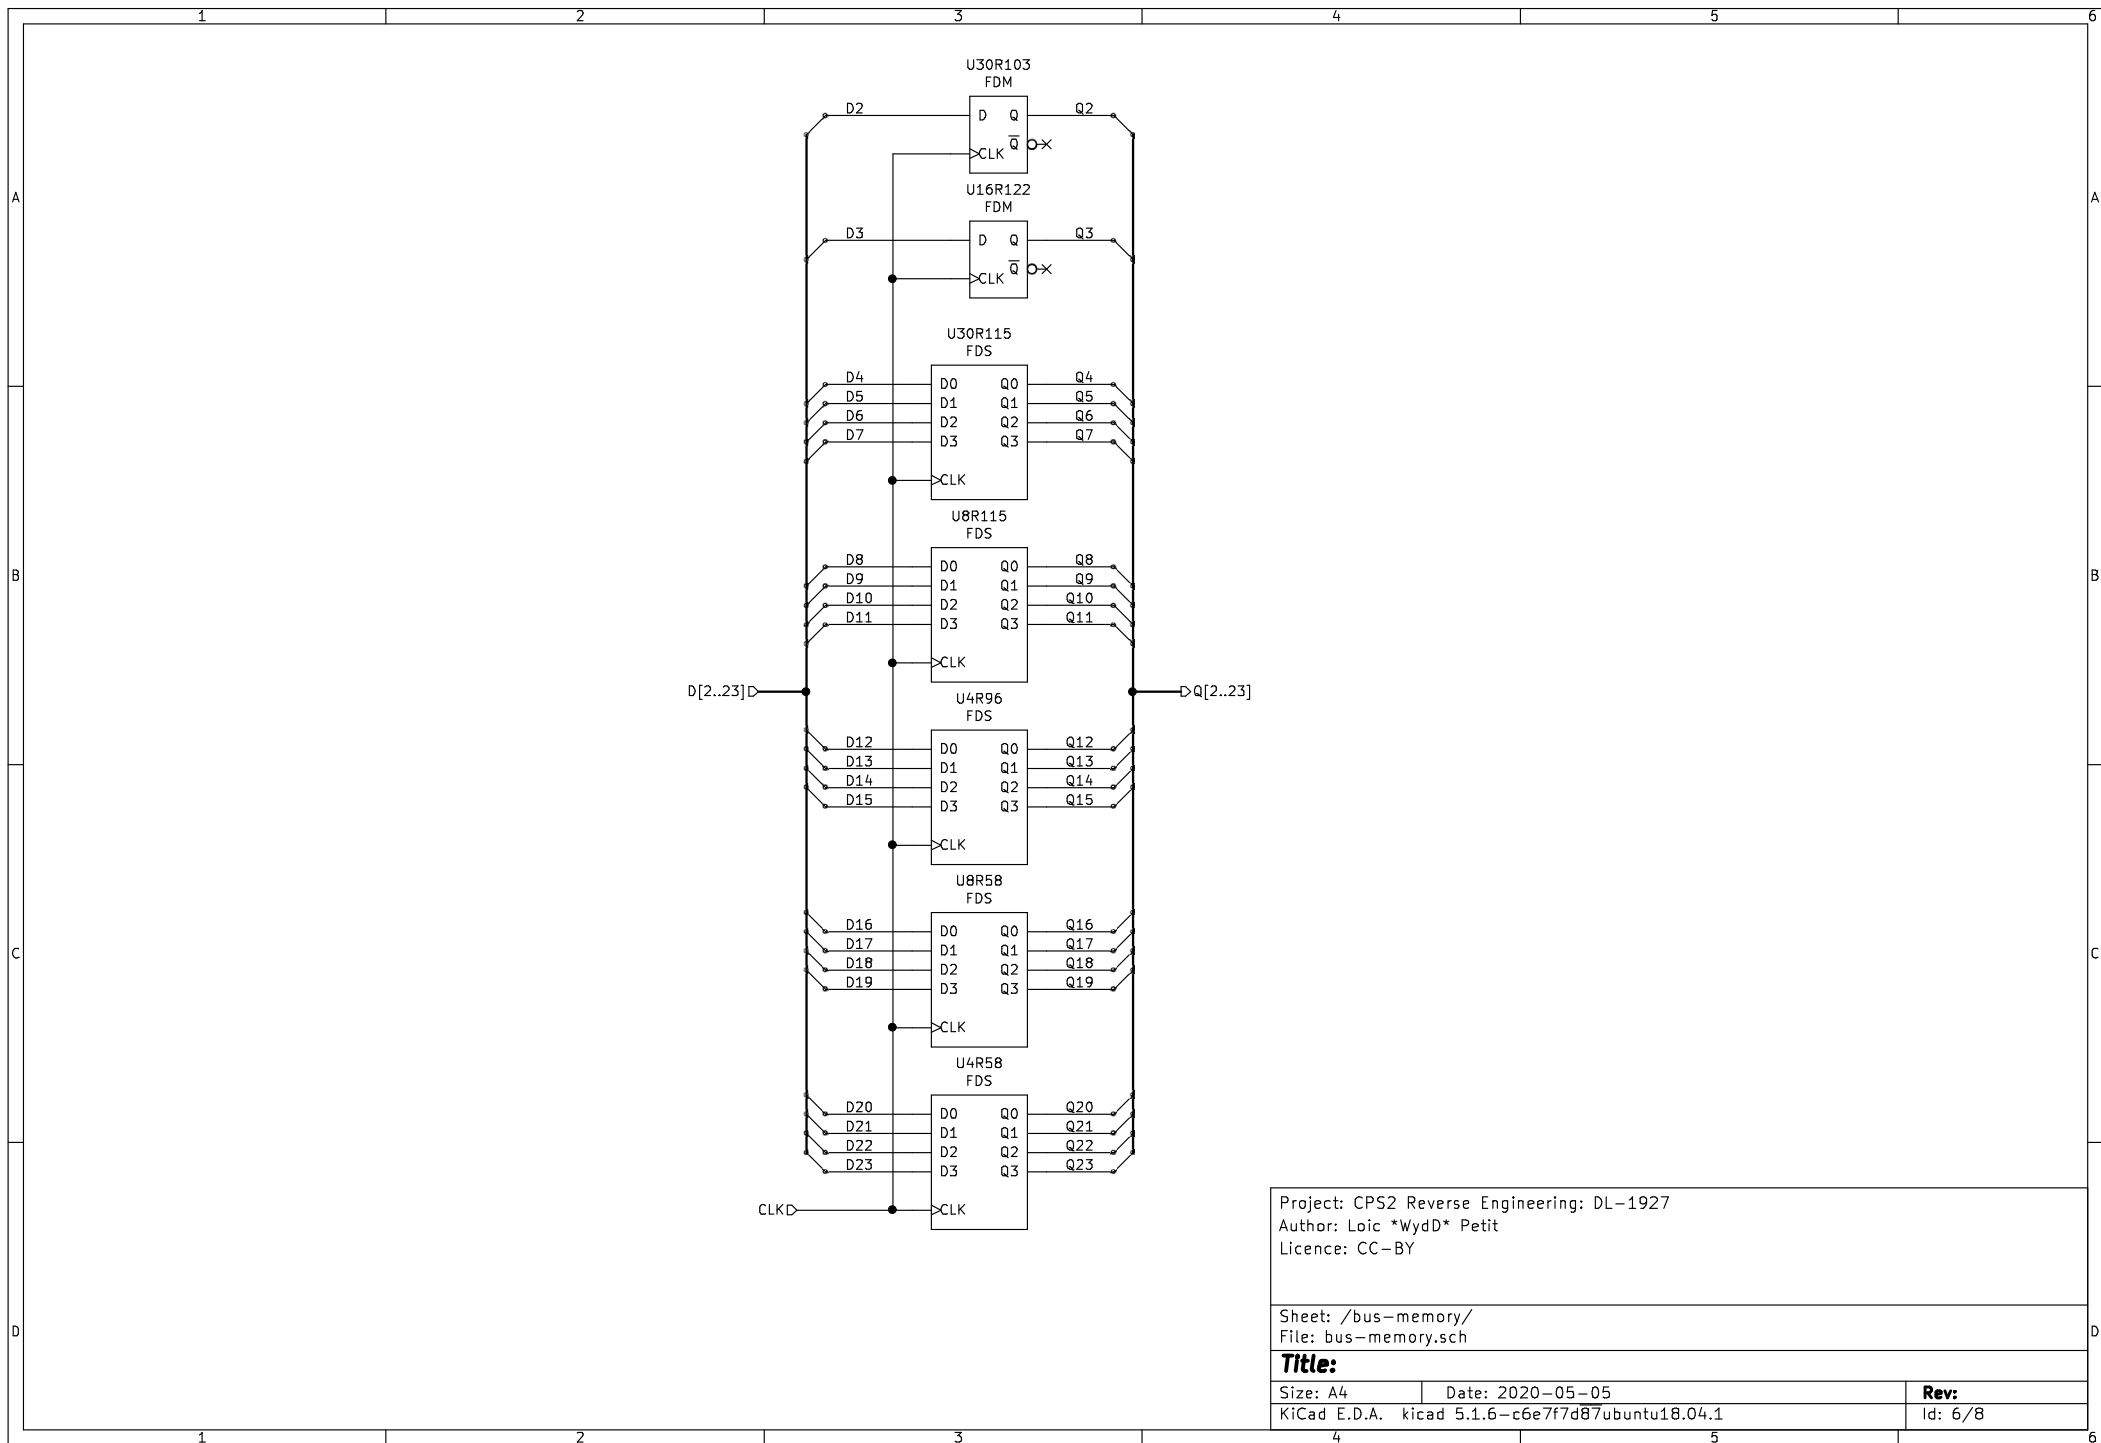 1 2 3 4 5 6
U30R103
FDM
D2 D Q Q2
CLK Q
A A
U16R122
FDM
D3 D Q Q3
CLK Q
U30R115
FDS
D4 D0 Q0 Q4
D5 D1 Q1 Q5
D6 D2 Q2 Q6
D7 D3 Q3 Q7
CLK
U8R115
FDS
D8 D0 Q0 Q8
B B
D9 D1 Q1 Q9
D10 D2 Q2 Q10
D11 D3 Q3 Q11
CLK
D[2..23] Q[2..23]
U4R96
FDS
D12 D0 Q0 Q12
D13 D1 Q1 Q13
D14 D2 Q2 Q14
D15 D3 Q3 Q15
CLK
U8R58
FDS
D16 D0 Q0 Q16
D17 D1 Q1 Q17
C C
D18 D2 Q2 Q18
D19 D3 Q3 Q19
CLK
U4R58
FDS
D20 D0 Q0 Q20
D21 D1 Q1 Q21
D22 D2 Q2 Q22
D23 D3 Q3 Q23
CLK CLK
Project: CPS2 Reverse Engineering: DL-1927
Author: Loic *WydD* Petit
Licence: CC-BY
Sheet: /bus-memory/
File: bus-memory.sch
D D
Title:
Size: A4 Date: 2020-05-05 Rev:
KiCad E.D.A. kicad 5.1.6-c6e7f7d87ubuntu18.04.1 Id: 6/8
1 2 3 4 5 6